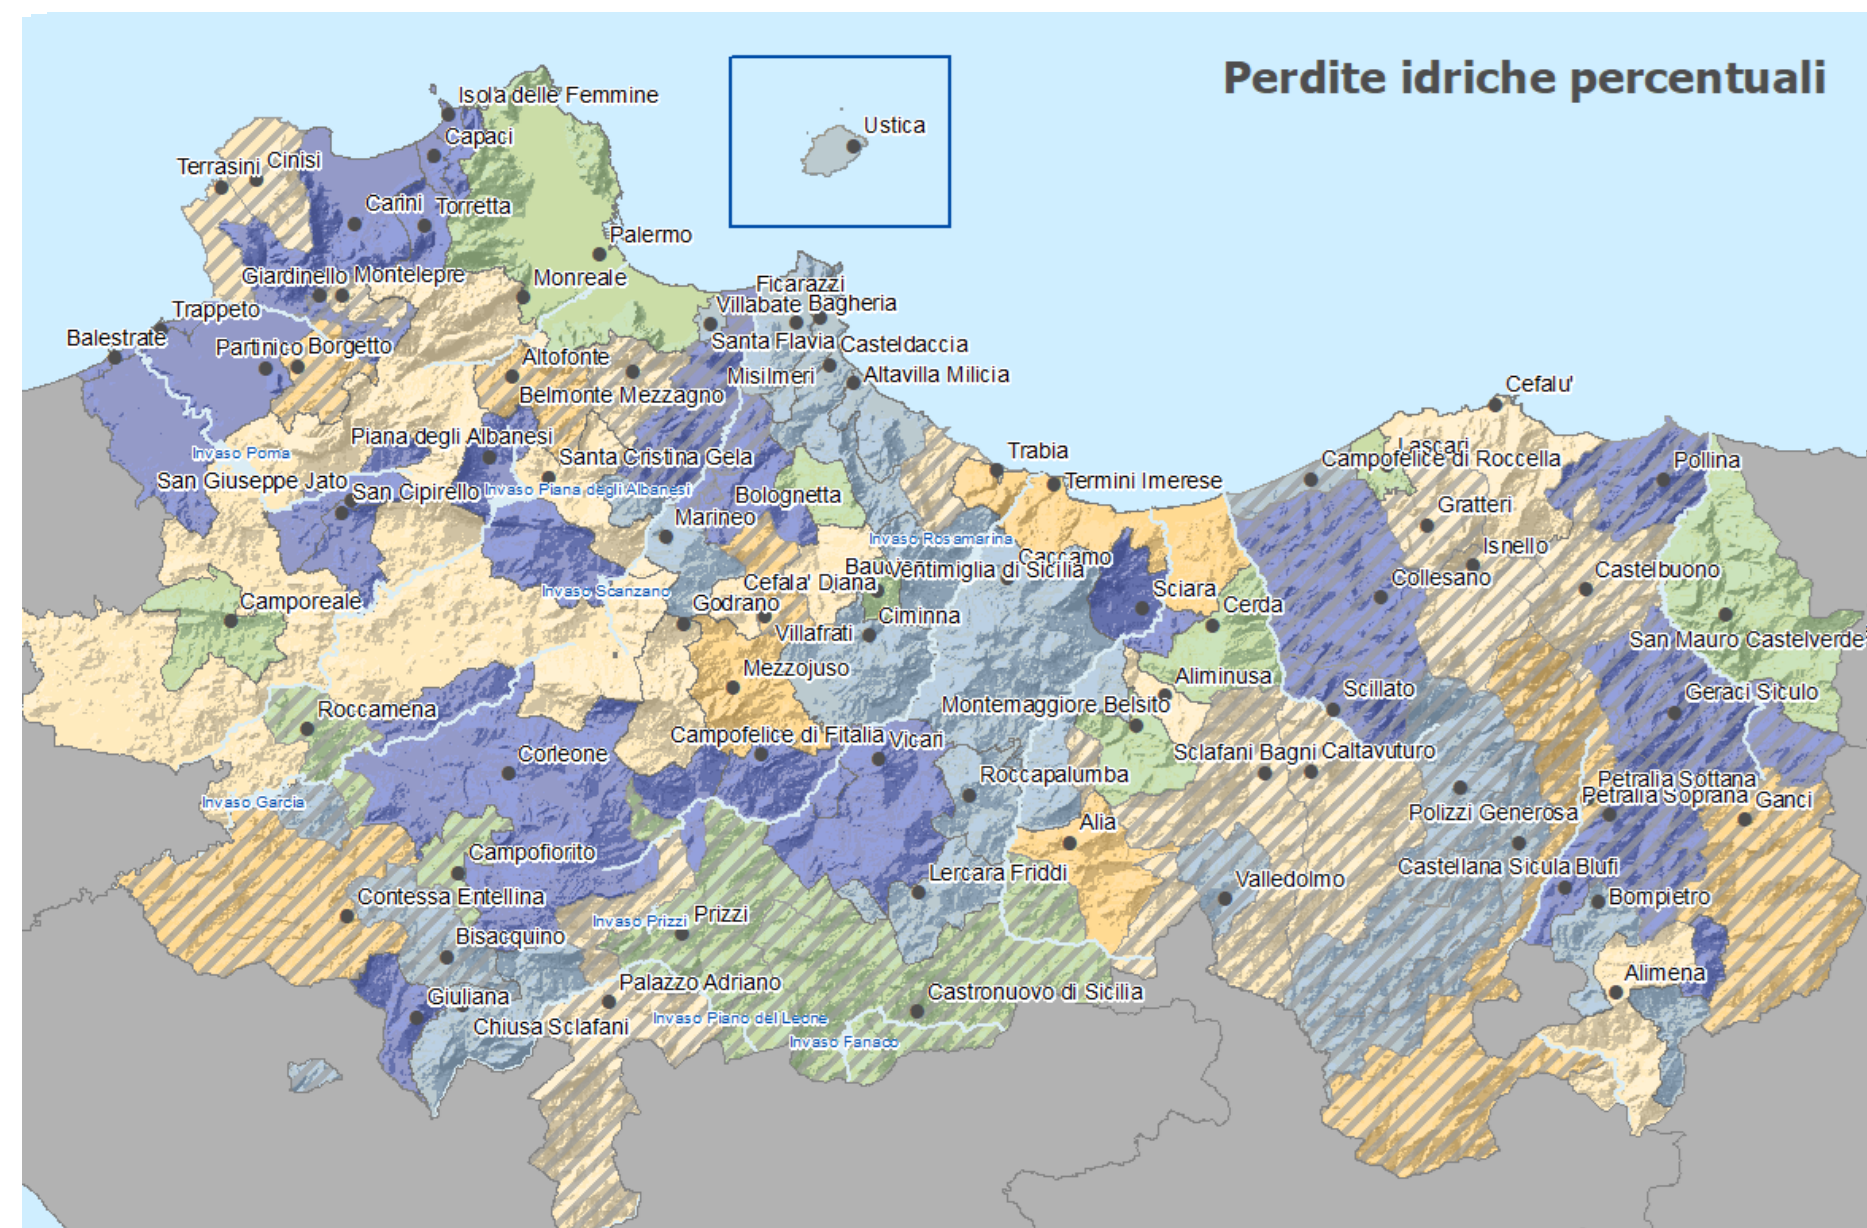 Perdite idriche percentuali
Isola delle Femmine
Ustica
Capaci
Terrasini
Cinisi
Carini
Torretta
Palermo
Giardinello
Montelepre
Monreale
Ficarazzi
Trappeto
Villabate
Bagheria
Balestrate
Partinico
Borgetto
Santa Flavia
Casteldaccia
Altofonte
Misilmeri
Altavilla Milicia
Cefalu'
Belmonte Mezzagno
Piana degli Albanesi
Invaso Poma
Santa Cristina Gela
Trabia
Lascari
Campofelice di Roccella
Pollina
San Giuseppe Jato
San Cipirello
Invaso Piana degli Albanesi
Bolognetta
Termini Imerese
Marineo
Gratteri
Invaso Rosamarina
Isnello
Caccamo
Ventimiglia di Sicilia
Castelbuono
Cefala' Diana
Collesano
Invaso Scanzano
Sciara
Camporeale
Godrano
Cerda
Ciminna
Villafrati
San Mauro Castelverde
Mezzojuso
Aliminusa
Scillato
Geraci Siculo
Roccamena
Montemaggiore Belsito
Campofelice di Fitalia
Vicari
Corleone
Sclafani Bagni
Caltavuturo
Roccapalumba
Petralia Sottana
Petralia Soprana
Ganci
Invaso Garcia
Polizzi Generosa
Alia
Campofiorito
Lercara Friddi
Castellana Sicula
Blufi
Valledolmo
Contessa Entellina
Bompietro
Invaso Prizzi
Prizzi
Bisacquino
Alimena
Palazzo Adriano
Castronuovo di Sicilia
Giuliana
Invaso Piano del Leone
Chiusa Sclafani
Invaso Fanaco